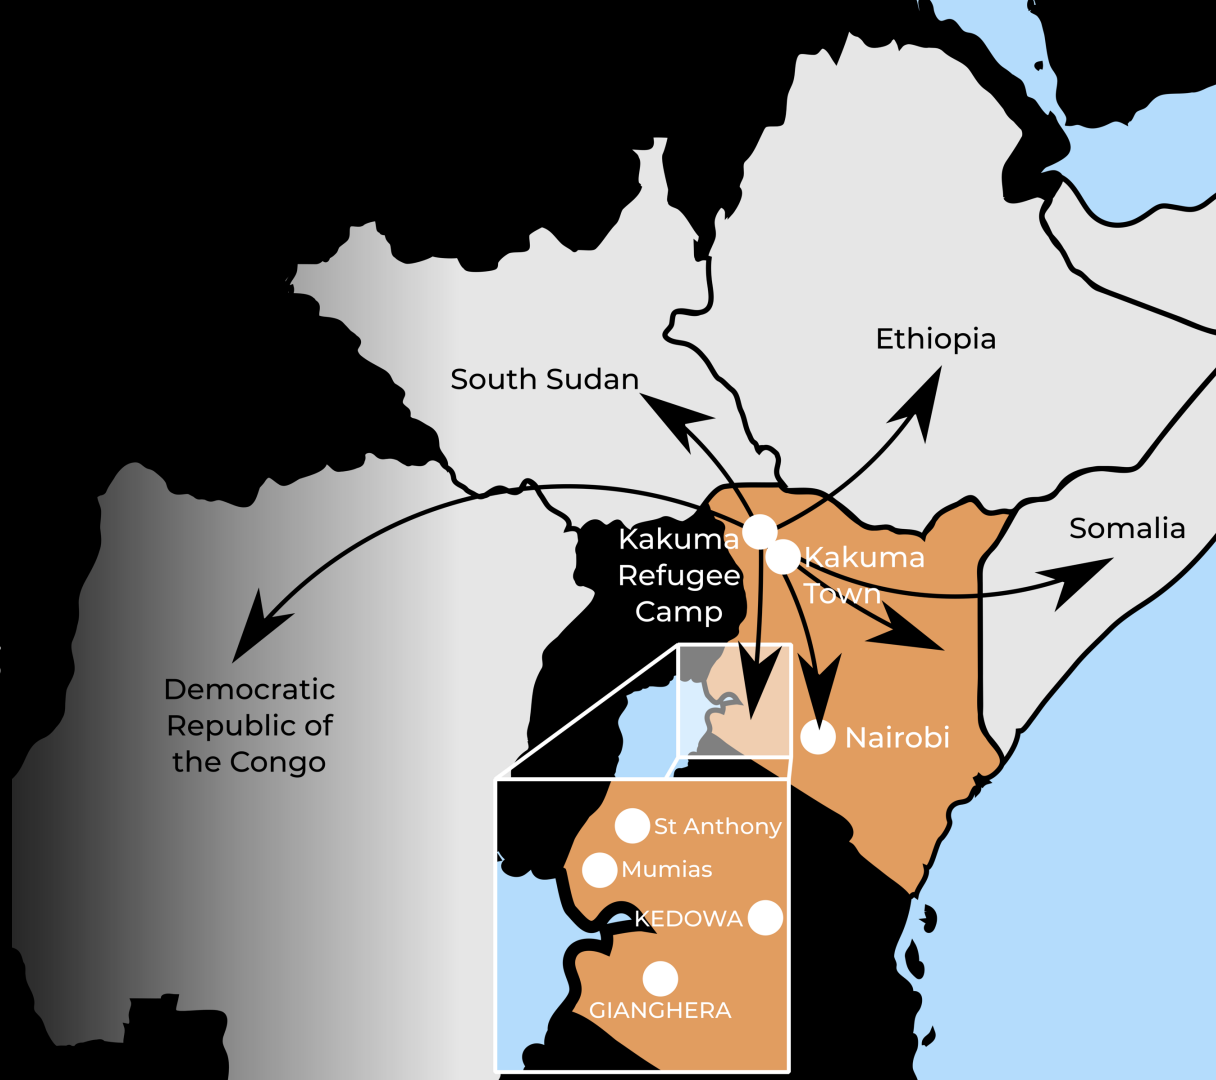 Ethiopia
South Sudan
Somalia
Kakuma
Refugee
Camp
Kakuma
Town
Democratic
Republic of
the Congo
Nairobi
St Anthony
Mumias
KEDOWA
GIANGHERA